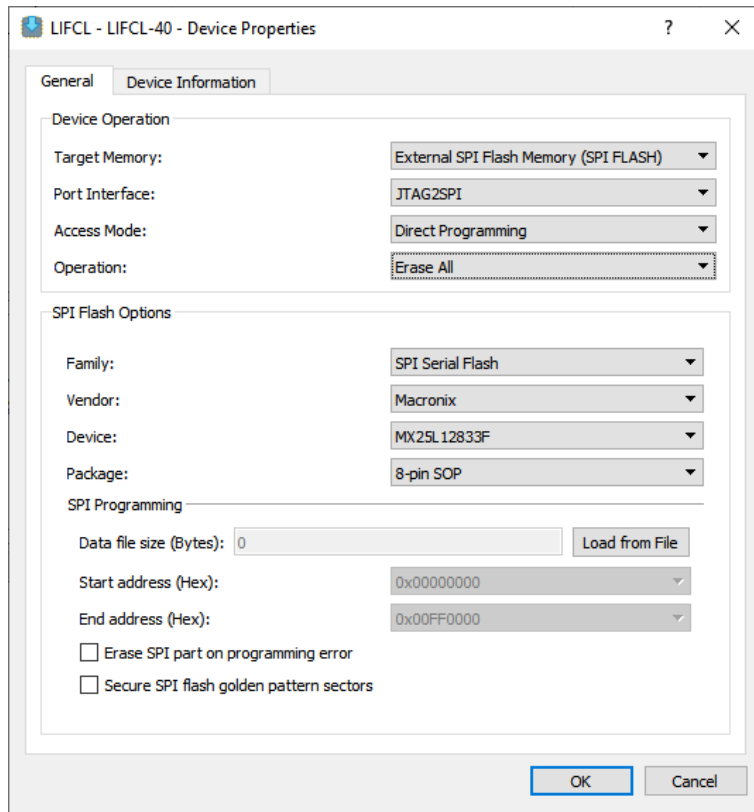 LIFCL - LIFCL-40 - Device Properties ?
General Device Information
Device Operation
Target Memory: External SPI Flash Memory (SPI FLASH)
Port Interface: JTAG2SPI
Access Mode: Direct Programming
Operation: Erase All
SPI Flash Options
Family: SPI Serial Flash
Vendor: Macronix
Device: MX25L12833F
Package: 8-pin SOP
SPI Programming
Data file size (Bytes): 0 Load from File
Start address (Hex): 0x00000000
End address (Hex): 0x00FF0000
Erase SPI part on programming error
Secure SPI flash golden pattern sectors
OK Cancel